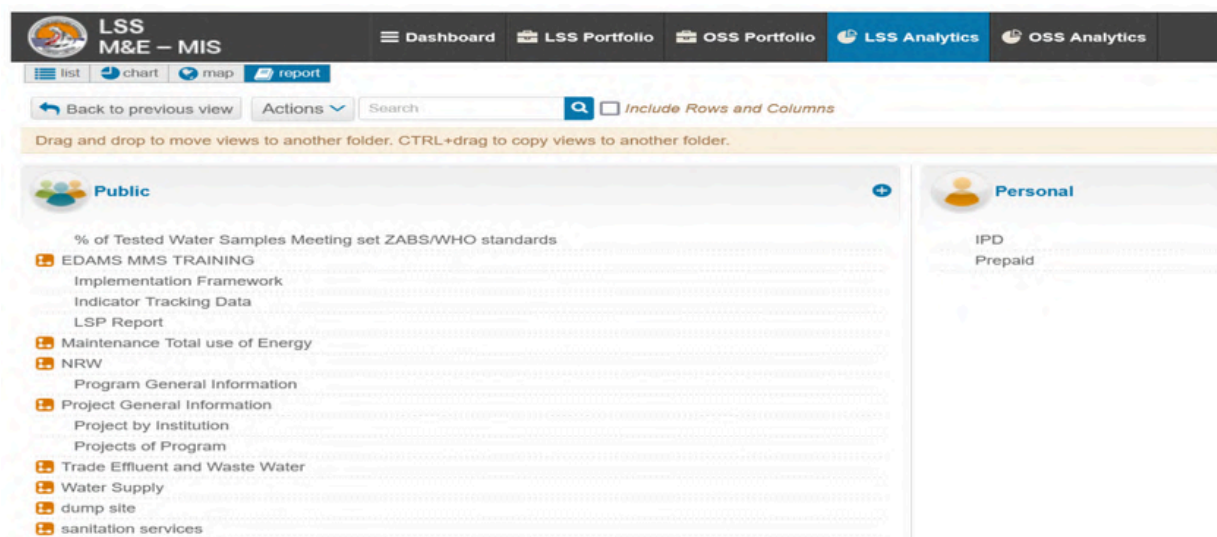 LSS
M&E – MIS
Dashboard LSS Portfolio OSS Portfolio LSS Analytics OSS Analytics
list chart map report
Back to previous view Actions Search Include Rows and Columns
Drag and drop to move views to another folder. CTRL+drag to copy views to another folder.
Public
% of Tested Water Samples Meeting set ZABS/WHO standards
EDAMS MMS TRAINING
Implementation Framework
Indicator Tracking Data
LSP Report
Maintenance Total use of Energy
NRW
Program General Information
Project General Information
Project by Institution
Projects of Program
Trade Effluent and Waste Water
Water Supply
dump site
sanitation services
Personal
IPD
Prepaid